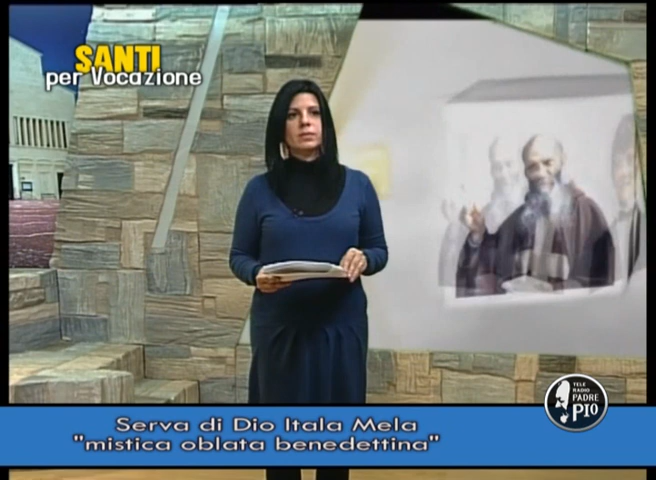 SANTI
per Vocazione
TELE
RADIO
PADRE
PIO
Serva di Dio Itala Mela
"mistica oblata benedettina"